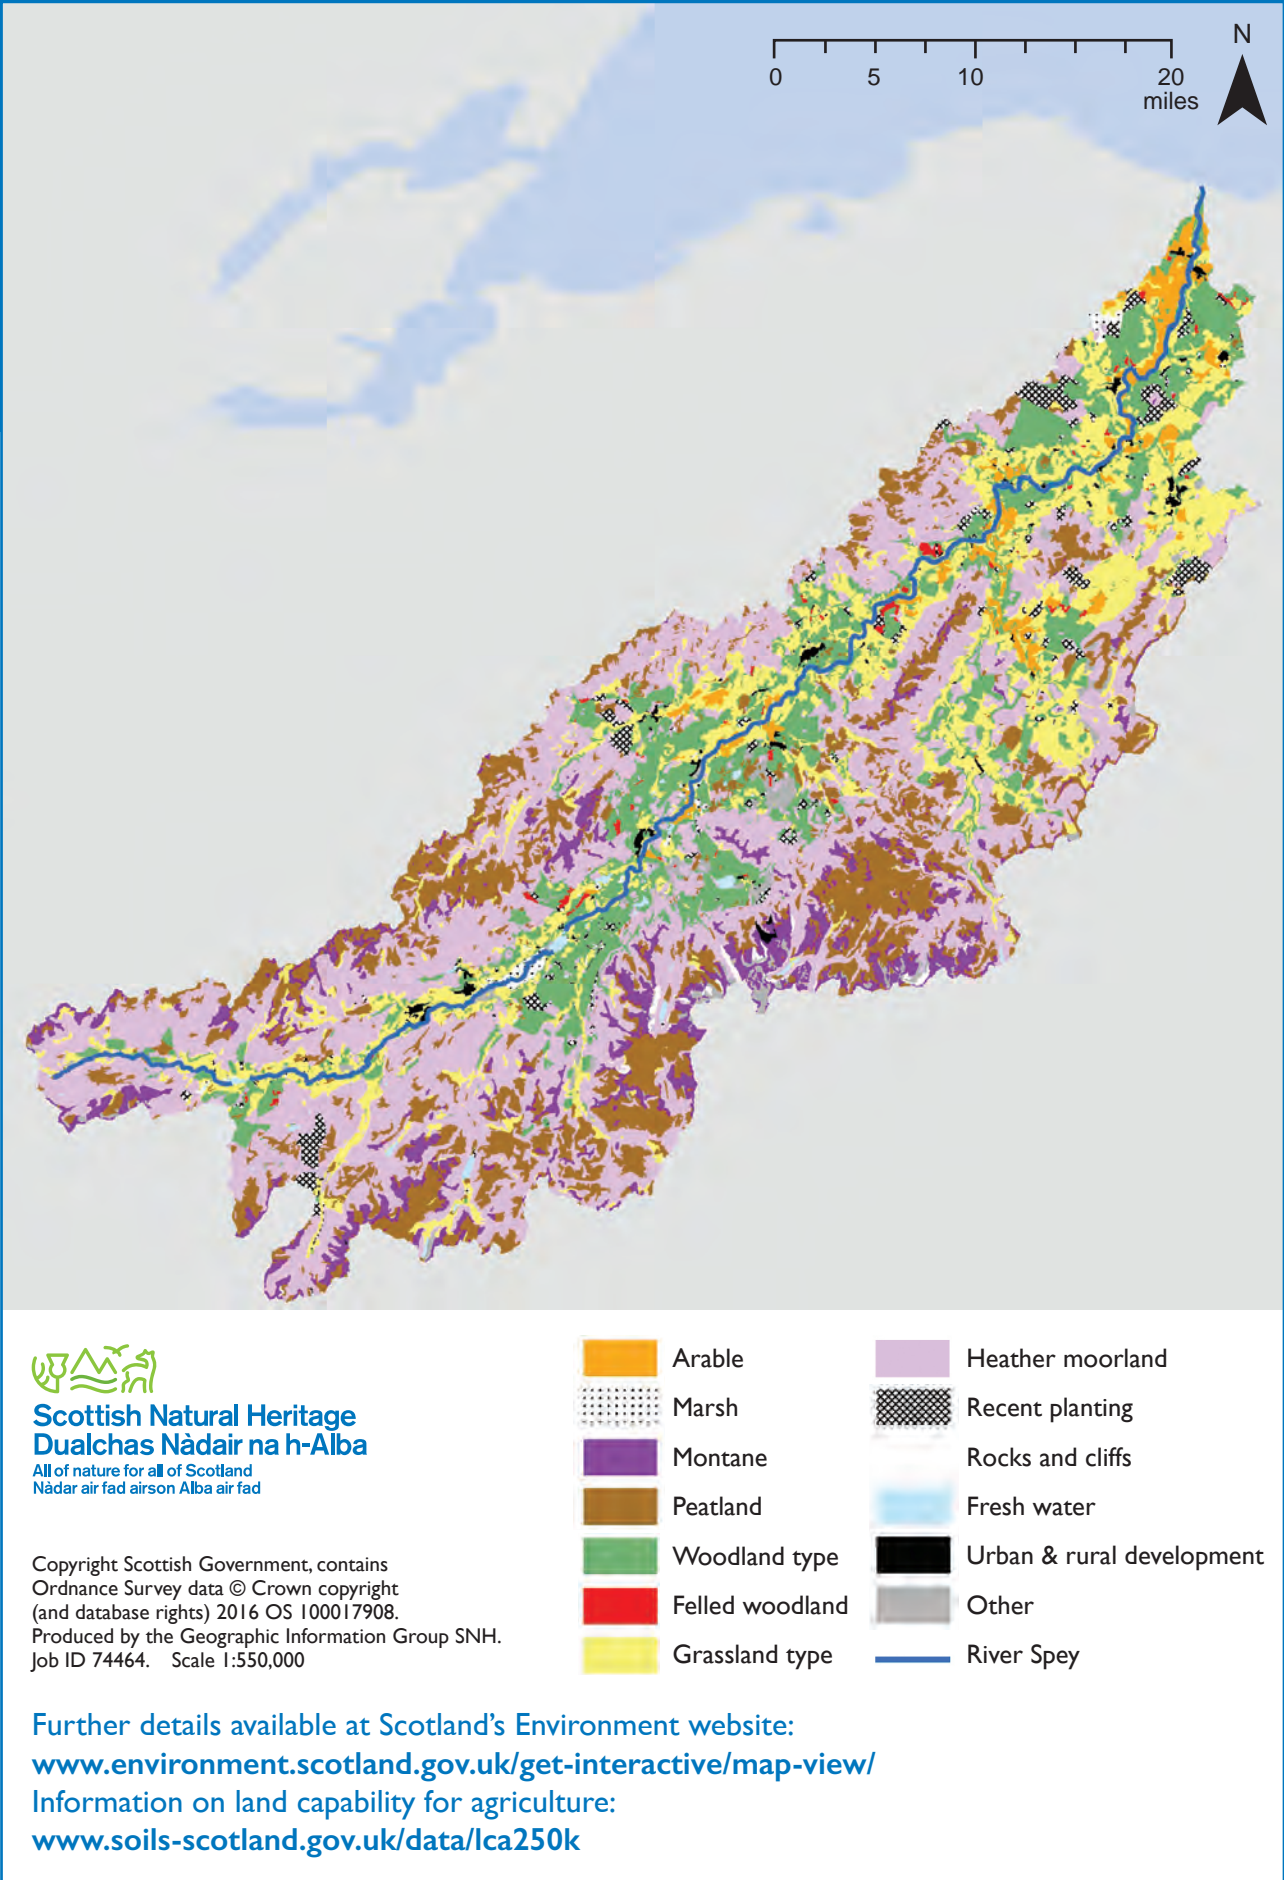 N
0 5 10 20
miles
Scottish Natural Heritage
Dualchas Nàdair na h-Alba
All of nature for all of Scotland
Nàdar air fad airson Alba air fad
Copyright Scottish Government, contains
Ordnance Survey data © Crown copyright
(and database rights) 2016 OS 100017908.
Produced by the Geographic Information Group SNH.
Job ID 74464. Scale 1:550,000
Arable
Marsh
Montane
Peatland
Woodland type
Felled woodland
Grassland type
Heather moorland
Recent planting
Rocks and cliffs
Fresh water
Urban & rural development
Other
River Spey
Further details available at Scotland's Environment website:
www.environment.scotland.gov.uk/get-interactive/map-view/
Information on land capability for agriculture:
www.soils-scotland.gov.uk/data/lca250k